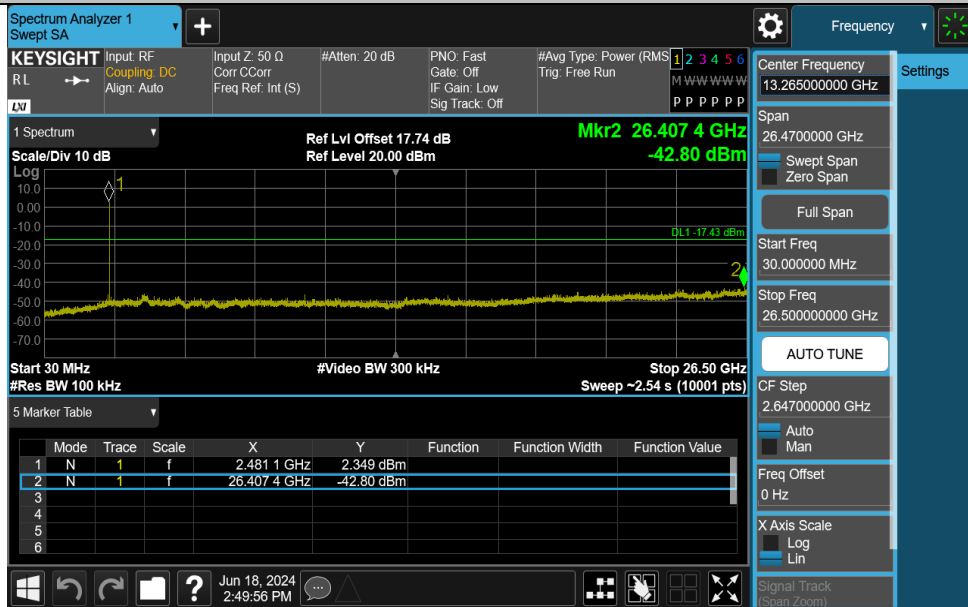 Spectrum Analyzer 1
Swept SA
+
Frequency
KEYSIGHT
RL
LXI
Input: RF
Coupling: DC
Align: Auto
Input Z: 50 Ω
Corr CCorr
Freq Ref: Int (S)
#Atten: 20 dB
PNO: Fast
Gate: Off
IF Gain: Low
Sig Track: Off
#Avg Type: Power (RMS
Trig: Free Run
1 2 3 4 5 6
M W W W W W
P P P P P P
1 Spectrum
Scale/Div 10 dB
Ref Lvl Offset 17.74 dB
Ref Level 20.00 dBm
Mkr2 26.407 4 GHz
-42.80 dBm
Log
10.0
0.00
-10.0
-20.0
-30.0
-40.0
-50.0
-60.0
-70.0
1
DL1 -17.43 dBm
2
Start 30 MHz
#Res BW 100 kHz
#Video BW 300 kHz
Stop 26.50 GHz
Sweep ~2.54 s (10001 pts)
5 Marker Table
Mode Trace Scale X Y Function Function Width Function Value
1 N 1 f 2.481 1 GHz 2.349 dBm
2 N 1 f 26.407 4 GHz -42.80 dBm
3
4
5
6
?
Jun 18, 2024
2:49:56 PM
Center Frequency
13.265000000 GHz
Settings
Span
26.4700000 GHz
Swept Span
Zero Span
Full Span
Start Freq
30.000000 MHz
Stop Freq
26.500000000 GHz
AUTO TUNE
CF Step
2.647000000 GHz
Auto
Man
Freq Offset
0 Hz
X Axis Scale
Log
Lin
Signal Track
(Span Zoom)